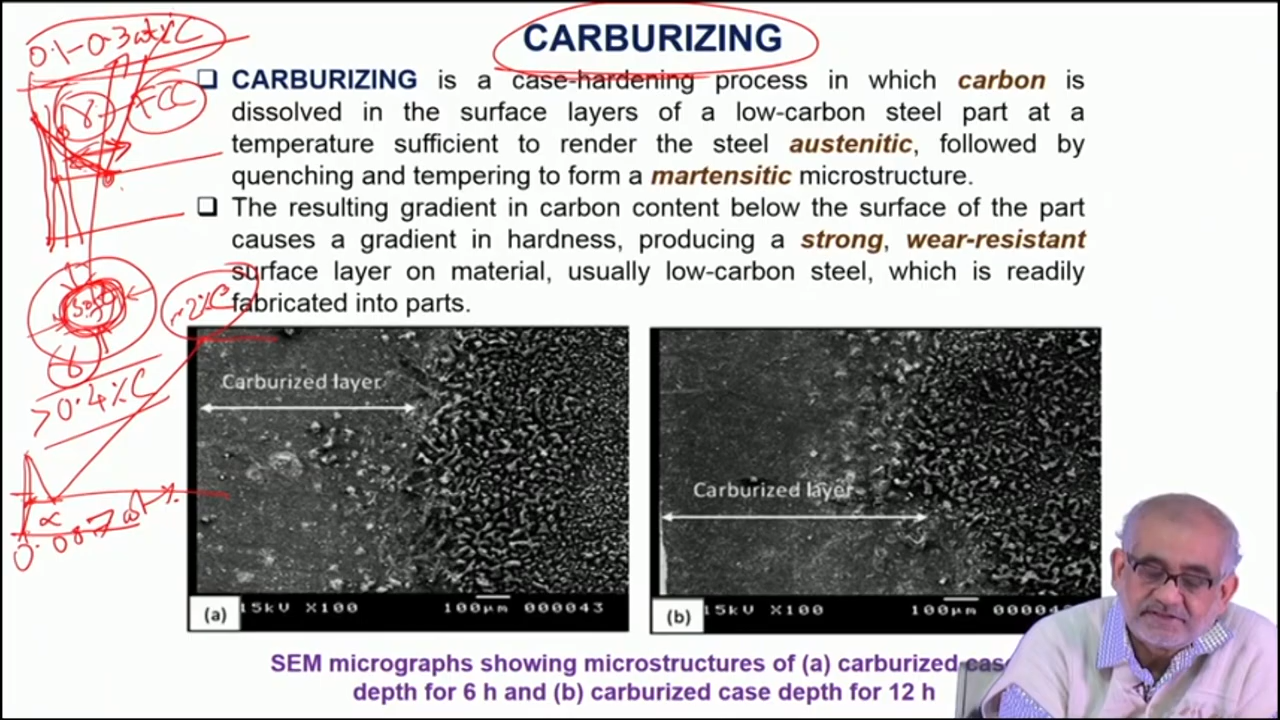 CARBURIZING
❑ CARBURIZING is a case-hardening process in which carbon is
dissolved in the surface layers of a low-carbon steel part at a
temperature sufficient to render the steel austenitic, followed by
quenching and tempering to form a martensitic microstructure.
❑ The resulting gradient in carbon content below the surface of the part
causes a gradient in hardness, producing a strong, wear-resistant
surface layer on material, usually low-carbon steel, which is readily
fabricated into parts.
0.1-0.3 wt%C
γ - FCC
soft
~2%C
>0.4%C
α
Carburized layer
(a) 15kV X100 100µm 000043
Carburized layer
(b) 15kV X100 100µm
SEM micrographs showing microstructures of (a) carburized
depth for 6 h and (b) carburized case depth for 12 h